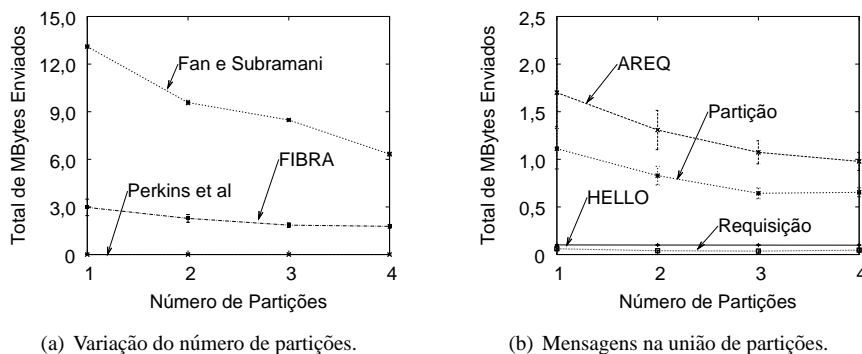 15,0
12,0
9,0
6,0
3,0
0
Total de MBytes Enviados
Fan e Subramani
FIBRA
Perkins et al
1 2 3 4
Número de Partições
(a) Variação do número de partições.
2,5
2,0
1,5
1,0
0,5
0
Total de MBytes Enviados
AREQ
Partição
HELLO
Requisição
1 2 3 4
Número de Partições
(b) Mensagens na união de partições.